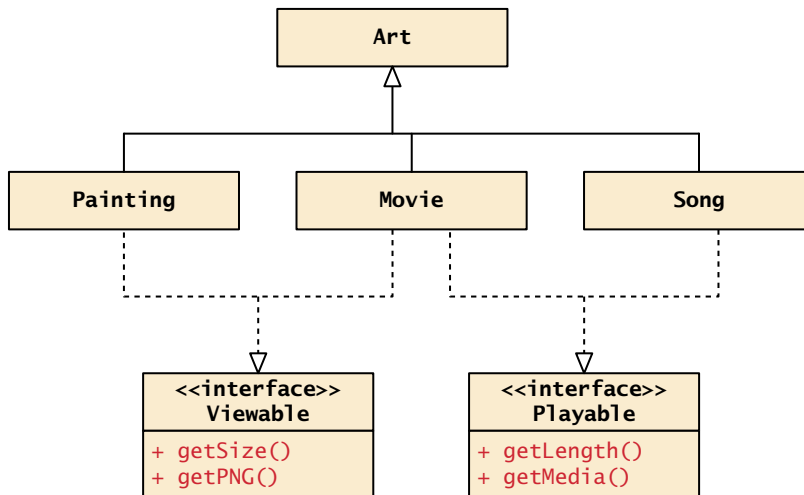 Art
Painting
Movie
Song
<<interface>>
Viewable
+ getSize()
+ getPNG()
<<interface>>
Playable
+ getLength()
+ getMedia()